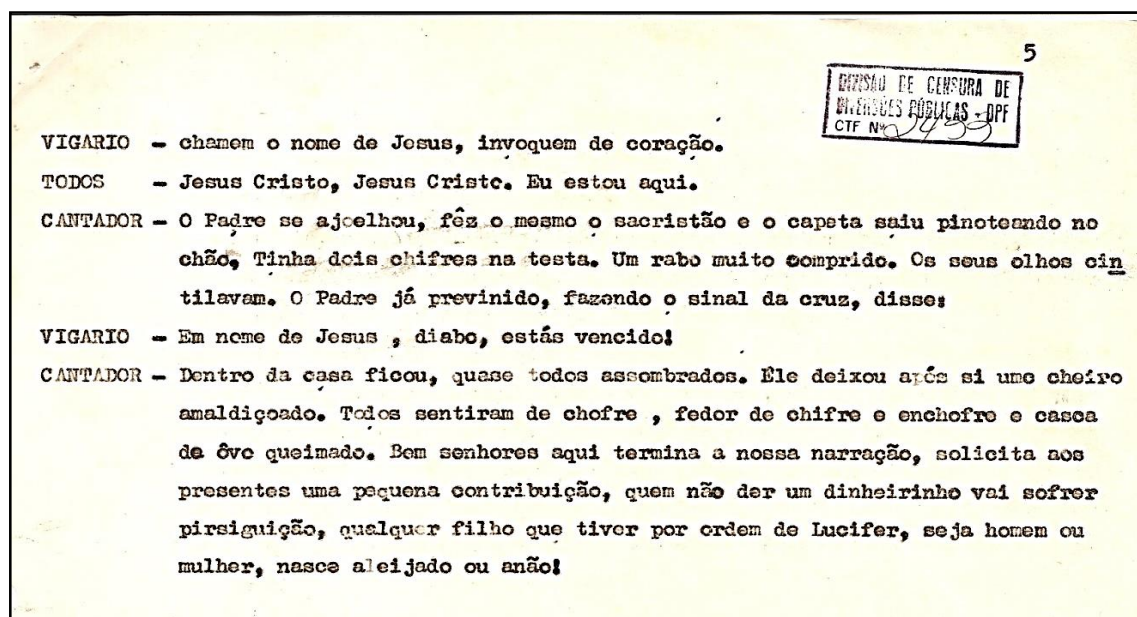 5
DIVISÃO DE CENSURA DE
DIVERSÕES PÚBLICAS - DPF
CTF Nº
VIGARIO - chamem o nome de Jesus, invoquem de coração.
TODOS - Jesus Cristo, Jesus Cristo. Eu estou aqui.
CANTADOR - O Padre se ajoelhou, fêz o mesmo o sacristão e o capeta saiu pinoteando no
chão, Tinha dois chifres na testa. Um rabo muito comprido. Os seus olhos cin
tilavam. O Padre já previnido, fazendo o sinal da cruz, disse:
VIGARIO - Em nome de Jesus , diabo, estás vencido!
CANTADOR - Dentro da casa ficou, quase todos assombrados. Êle deixou após si umo cheiro
amaldiçoado. Todos sentiram de chofre , fedor de chifre e enchofre e casca
de ôvo queimado. Bom senhores aqui termina a nossa narração, solicita aos
presentes uma pequena contribuição, quem não der um dinheirinho vai sofrer
pirsiguição, qualquer filho que tiver por ordem de Lucifer, seja homem ou
mulher, nasce aleijado ou anão!